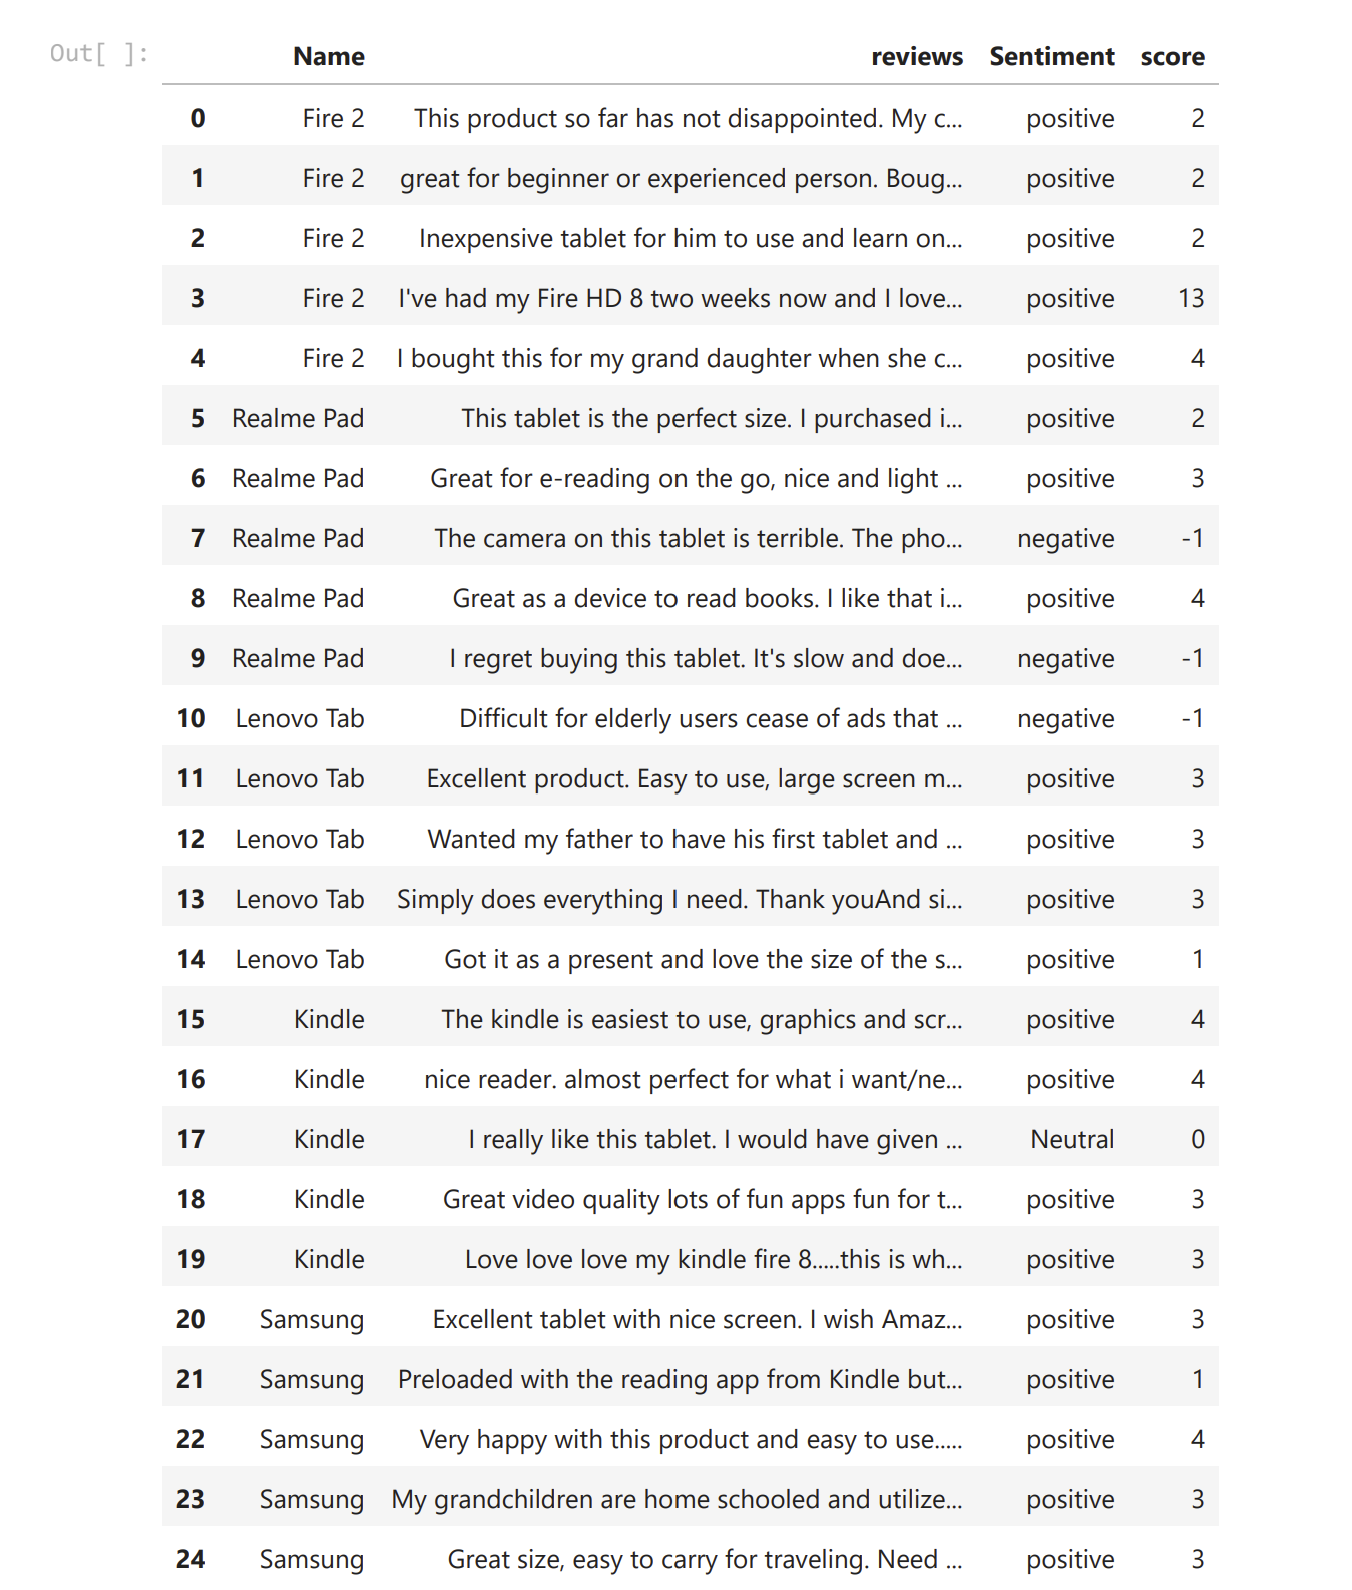 Out[ ]:
Name reviews Sentiment score
0 Fire 2 This product so far has not disappointed. My c... positive 2
1 Fire 2 great for beginner or experienced person. Boug... positive 2
2 Fire 2 Inexpensive tablet for him to use and learn on... positive 2
3 Fire 2 I've had my Fire HD 8 two weeks now and I love... positive 13
4 Fire 2 I bought this for my grand daughter when she c... positive 4
5 Realme Pad This tablet is the perfect size. I purchased i... positive 2
6 Realme Pad Great for e-reading on the go, nice and light ... positive 3
7 Realme Pad The camera on this tablet is terrible. The pho... negative -1
8 Realme Pad Great as a device to read books. I like that i... positive 4
9 Realme Pad I regret buying this tablet. It's slow and doe... negative -1
10 Lenovo Tab Difficult for elderly users cease of ads that ... negative -1
11 Lenovo Tab Excellent product. Easy to use, large screen m... positive 3
12 Lenovo Tab Wanted my father to have his first tablet and ... positive 3
13 Lenovo Tab Simply does everything I need. Thank youAnd si... positive 3
14 Lenovo Tab Got it as a present and love the size of the s... positive 1
15 Kindle The kindle is easiest to use, graphics and scr... positive 4
16 Kindle nice reader. almost perfect for what i want/ne... positive 4
17 Kindle I really like this tablet. I would have given ... Neutral 0
18 Kindle Great video quality lots of fun apps fun for t... positive 3
19 Kindle Love love love my kindle fire 8.....this is wh... positive 3
20 Samsung Excellent tablet with nice screen. I wish Amaz... positive 3
21 Samsung Preloaded with the reading app from Kindle but... positive 1
22 Samsung Very happy with this product and easy to use..... positive 4
23 Samsung My grandchildren are home schooled and utilize... positive 3
24 Samsung Great size, easy to carry for traveling. Need ... positive 3